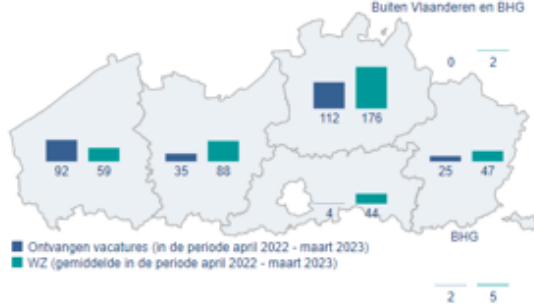 Buiten Vlaanderen en BHG
0 2
112 176
92 59
35 88
25 47
4 44
BHG
Ontvangen vacatures (in de periode april 2022 - maart 2023)
WZ (gemiddelde in de periode april 2022 - maart 2023)
2 5